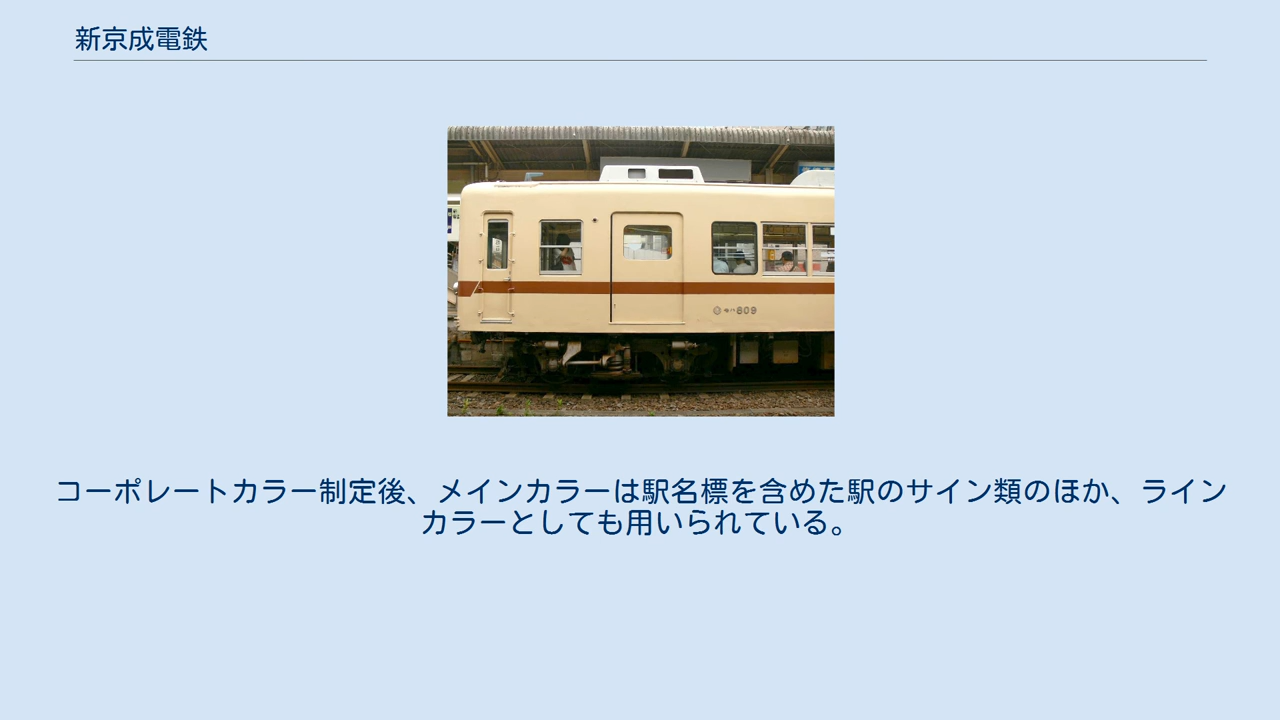 新京成電鉄
809
コーポレートカラー制定後、メインカラーは駅名標を含めた駅のサイン類のほか、ライン
カラーとしても用いられている。